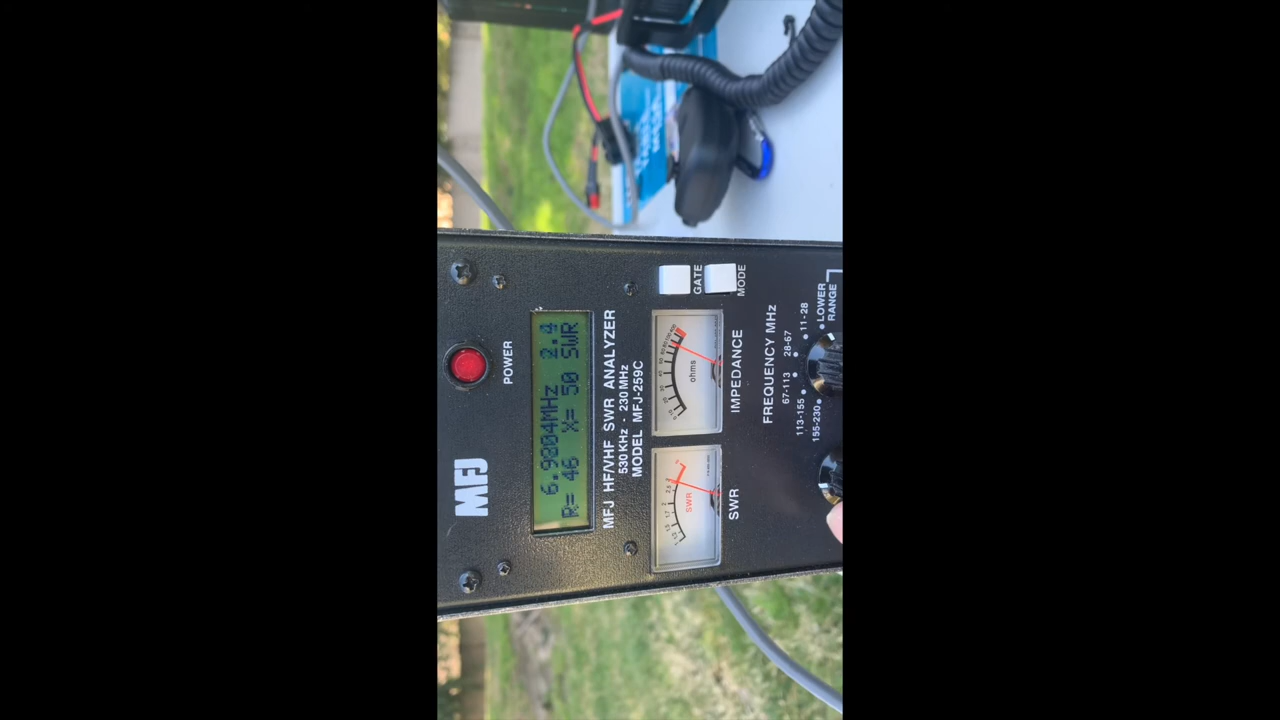 MFJ
POWER
6.9804MHz 2.4
R= 46 X= 50 SWR
MFJ HF/VHF SWR ANALYZER
530 KHz - 230 MHz
MODEL MFJ-259C
GATE
MODE
SWR
IMPEDANCE
ohms
SWR
FREQUENCY MHz
113-155
67-113
28-67
11-28
155-230
LOWER
RANGE